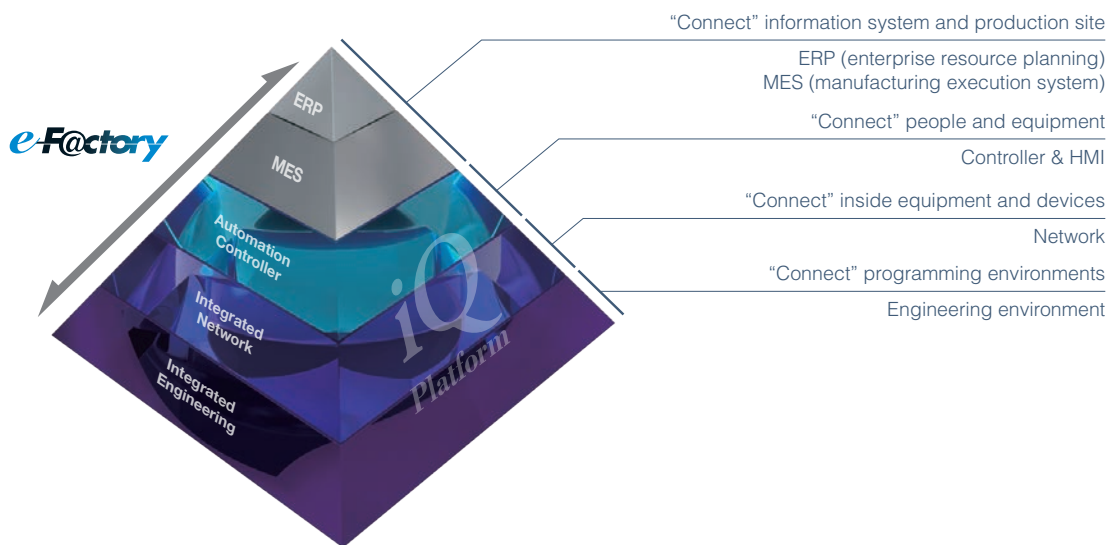 e-F@ctory
ERP
MES
Automation
Controller
Integrated
Network
Integrated
Engineering
iQ
Platform
“Connect” information system and production site
ERP (enterprise resource planning)
MES (manufacturing execution system)
“Connect” people and equipment
Controller & HMI
“Connect” inside equipment and devices
Network
“Connect” programming environments
Engineering environment